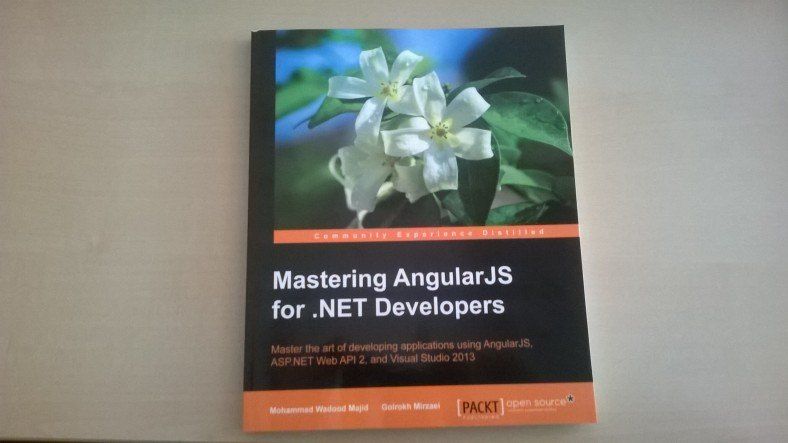 Community Experience Distilled
Mastering AngularJS
for .NET Developers
Master the art of developing applications using AngularJS,
ASP.NET Web API 2, and Visual Studio 2013
Mohammad Wadood Majid Golrokh Mirzaei
[PACKT] open source*
PUBLISHING